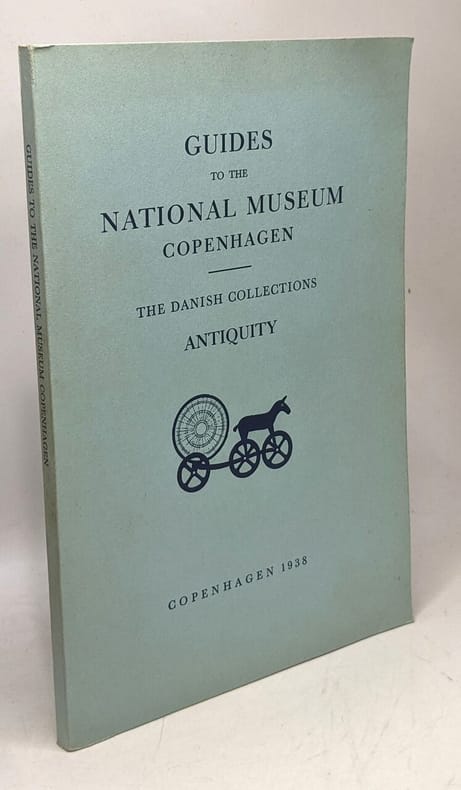 GUIDES
TO THE
NATIONAL MUSEUM
COPENHAGEN
THE DANISH COLLECTIONS
ANTIQUITY
COPENHAGEN 1938
GUIDES TO THE NATIONAL MUSEUM COPENHAGEN